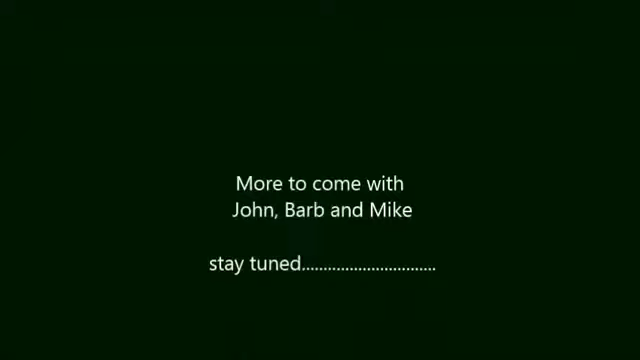 More to come with
John, Barb and Mike
stay tuned...............................